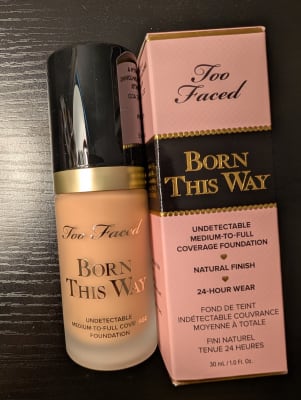 Too Faced
BORN
THIS WAY
UNDETECTABLE
MEDIUM-TO-FULL COVERAGE
FOUNDATION
Too
Faced
BORN
THIS WAY
UNDETECTABLE
MEDIUM-TO-FULL
COVERAGE FOUNDATION
NATURAL FINISH
24-HOUR WEAR
FOND DE TEINT
INDÉTECTABLE COUVRANCE
MOYENNE À TOTALE
FINI NATUREL
TENUE 24 HEURES
30 mL / 1.0 fl. Oz.